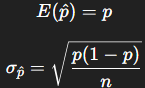 E(p̂) = p
σ_p̂ = √(p(1 − p)/n)